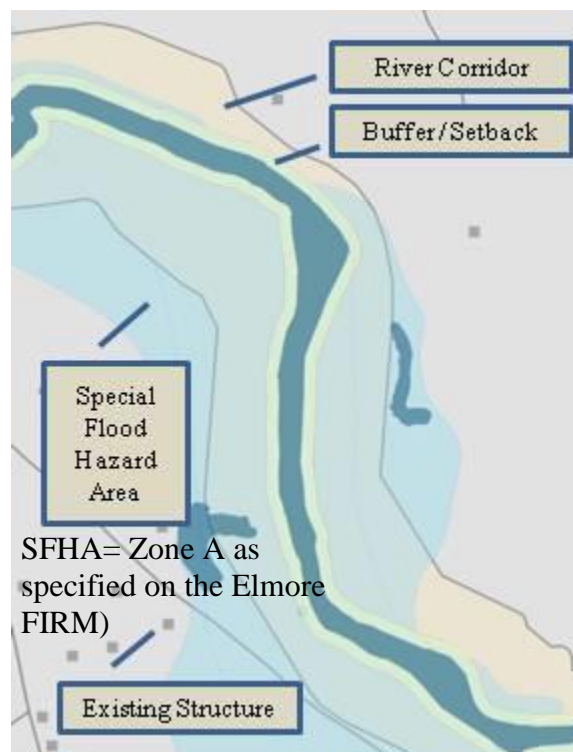 River Corridor
Buffer/Setback
Special
Flood
Hazard
Area
SFHA= Zone A as
specified on the Elmore
FIRM)
Existing Structure